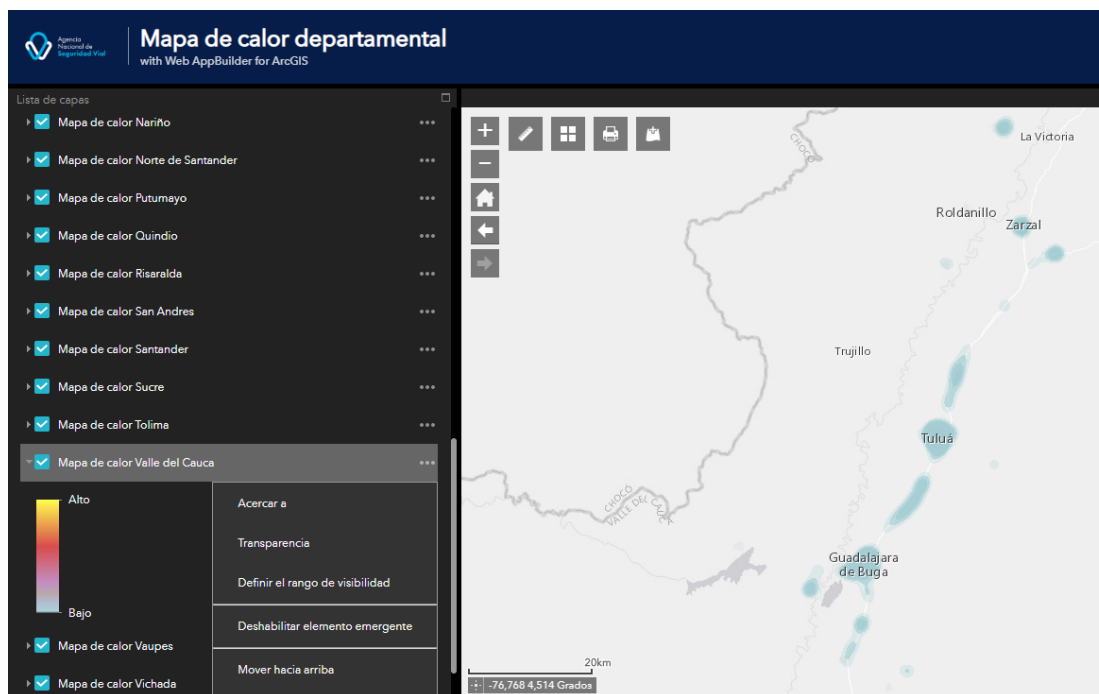 Agencia
Nacional de
Seguridad Vial
Mapa de calor departamental
with Web AppBuilder for ArcGIS
Lista de capas
Mapa de calor Nariño
Mapa de calor Norte de Santander
Mapa de calor Putumayo
Mapa de calor Quindio
Mapa de calor Risaralda
Mapa de calor San Andres
Mapa de calor Santander
Mapa de calor Sucre
Mapa de calor Tolima
Mapa de calor Valle del Cauca
Alto
Bajo
Acercar a
Transparencia
Definir el rango de visibilidad
Deshabilitar elemento emergente
Mover hacia arriba
Mapa de calor Vaupes
Mapa de calor Vichada
CHOCÓ
La Victoria
Roldanillo
Zarzal
Trujillo
Tuluá
CHOCÓ
VALLE DEL CAUCA
Guadalajara
de Buga
20km
-76,768 4,514 Grados